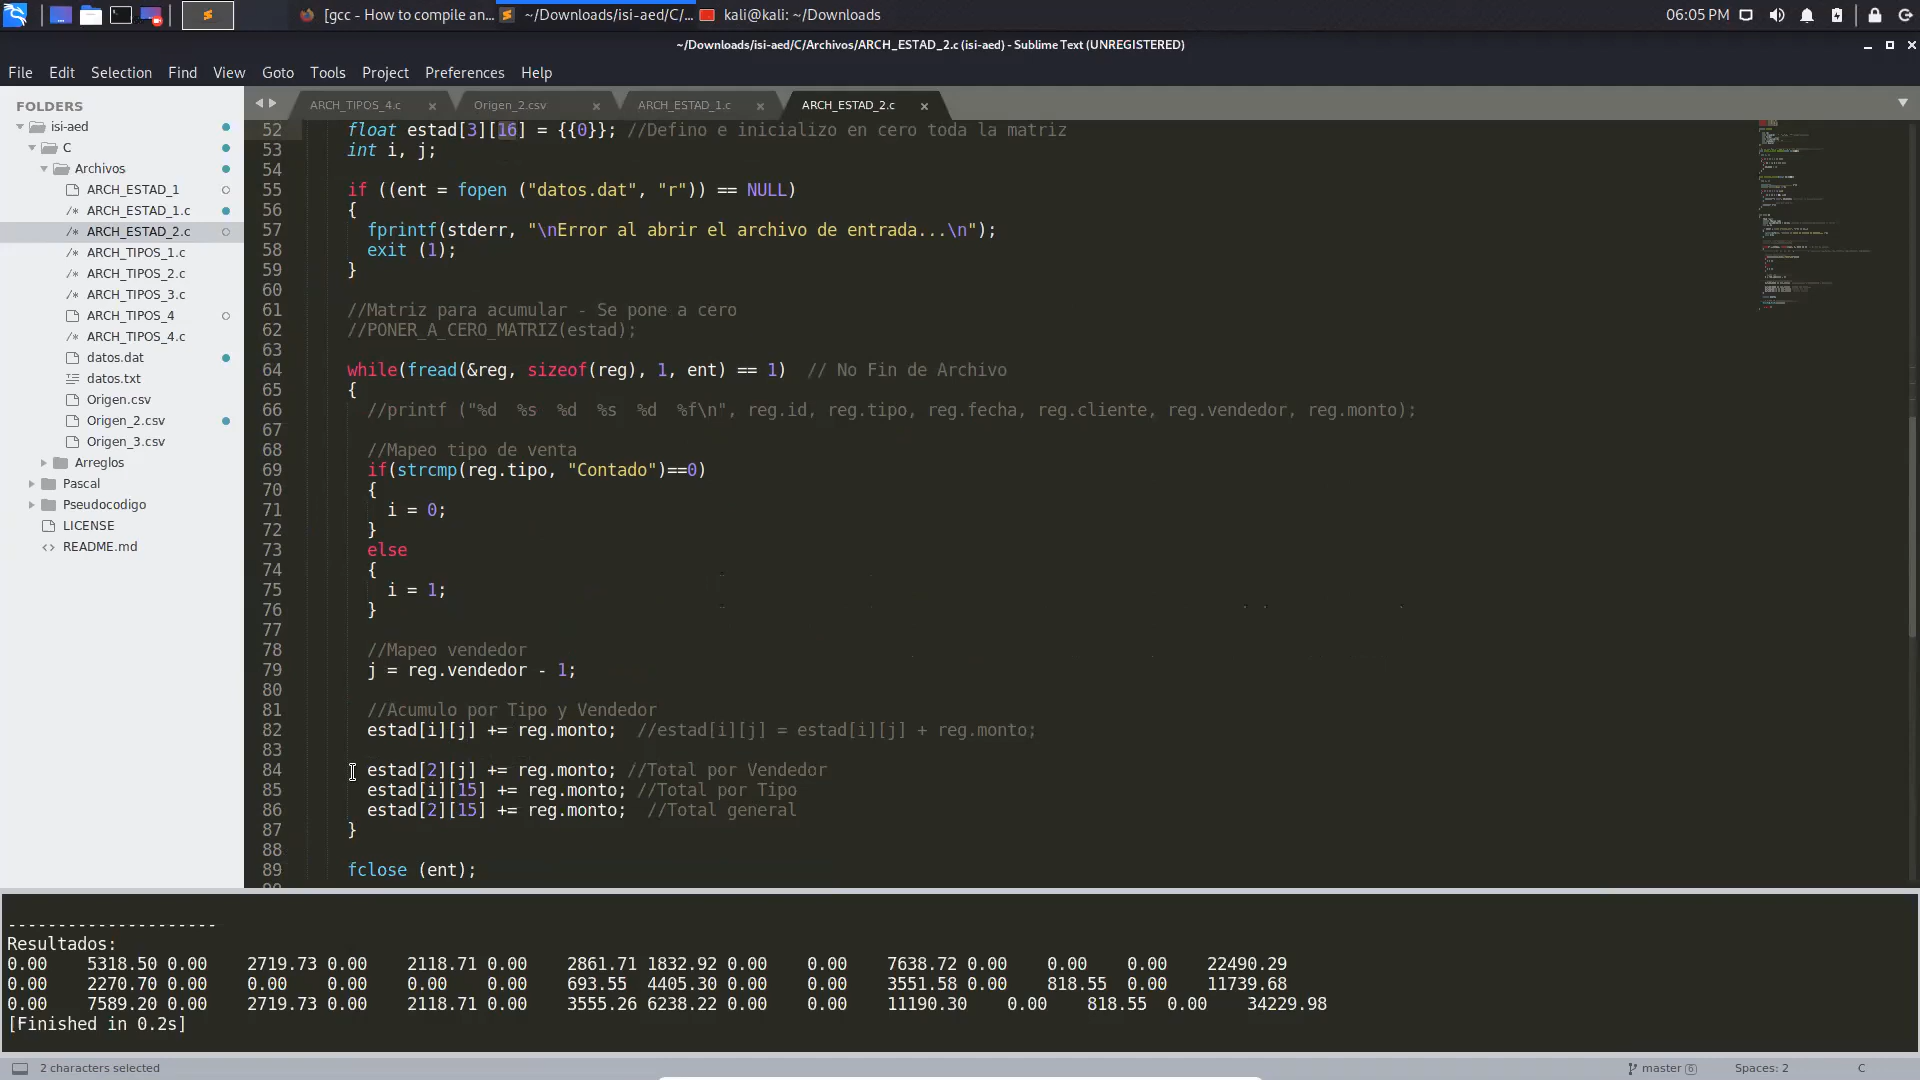 [gcc - How to compile an...
~/Downloads/isi-aed/C/...
kali@kali: ~/Downloads
06:05 PM
~/Downloads/isi-aed/C/Archivos/ARCH_ESTAD_2.c (isi-aed) - Sublime Text (UNREGISTERED)
File Edit Selection Find View Goto Tools Project Preferences Help
FOLDERS
isi-aed
C
Archivos
ARCH_ESTAD_1
ARCH_ESTAD_1.c
ARCH_ESTAD_2.c
ARCH_TIPOS_1.c
ARCH_TIPOS_2.c
ARCH_TIPOS_3.c
ARCH_TIPOS_4
ARCH_TIPOS_4.c
datos.dat
datos.txt
Origen.csv
Origen_2.csv
Origen_3.csv
Arreglos
Pascal
Pseudocodigo
LICENSE
README.md
ARCH_TIPOS_4.c Origen_2.csv ARCH_ESTAD_1.c ARCH_ESTAD_2.c
52 float estad[3][16] = {{0}}; //Defino e inicializo en cero toda la matriz
53 int i, j;
54
55 if ((ent = fopen ("datos.dat", "r")) == NULL)
56 {
57 fprintf(stderr, "\nError al abrir el archivo de entrada...\n");
58 exit (1);
59 }
60
61 //Matriz para acumular - Se pone a cero
62 //PONER_A_CERO_MATRIZ(estad);
63
64 while(fread(&reg, sizeof(reg), 1, ent) == 1) // No Fin de Archivo
65 {
66 //printf ("%d %s %d %s %d %f\n", reg.id, reg.tipo, reg.fecha, reg.cliente, reg.vendedor, reg.monto);
67
68 //Mapeo tipo de venta
69 if(strcmp(reg.tipo, "Contado")==0)
70 {
71 i = 0;
72 }
73 else
74 {
75 i = 1;
76 }
77
78 //Mapeo vendedor
79 j = reg.vendedor - 1;
80
81 //Acumulo por Tipo y Vendedor
82 estad[i][j] += reg.monto; //estad[i][j] = estad[i][j] + reg.monto;
83
84 estad[2][j] += reg.monto; //Total por Vendedor
85 estad[i][15] += reg.monto; //Total por Tipo
86 estad[2][15] += reg.monto; //Total general
87 }
88
89 fclose (ent);
---------------------
Resultados:
0.00 5318.50 0.00 2719.73 0.00 2118.71 0.00 2861.71 1832.92 0.00 0.00 7638.72 0.00 0.00 0.00 22490.29
0.00 2270.70 0.00 0.00 0.00 0.00 0.00 693.55 4405.30 0.00 0.00 3551.58 0.00 818.55 0.00 11739.68
0.00 7589.20 0.00 2719.73 0.00 2118.71 0.00 3555.26 6238.22 0.00 0.00 11190.30 0.00 818.55 0.00 34229.98
[Finished in 0.2s]
2 characters selected
master 6
Spaces: 2
C